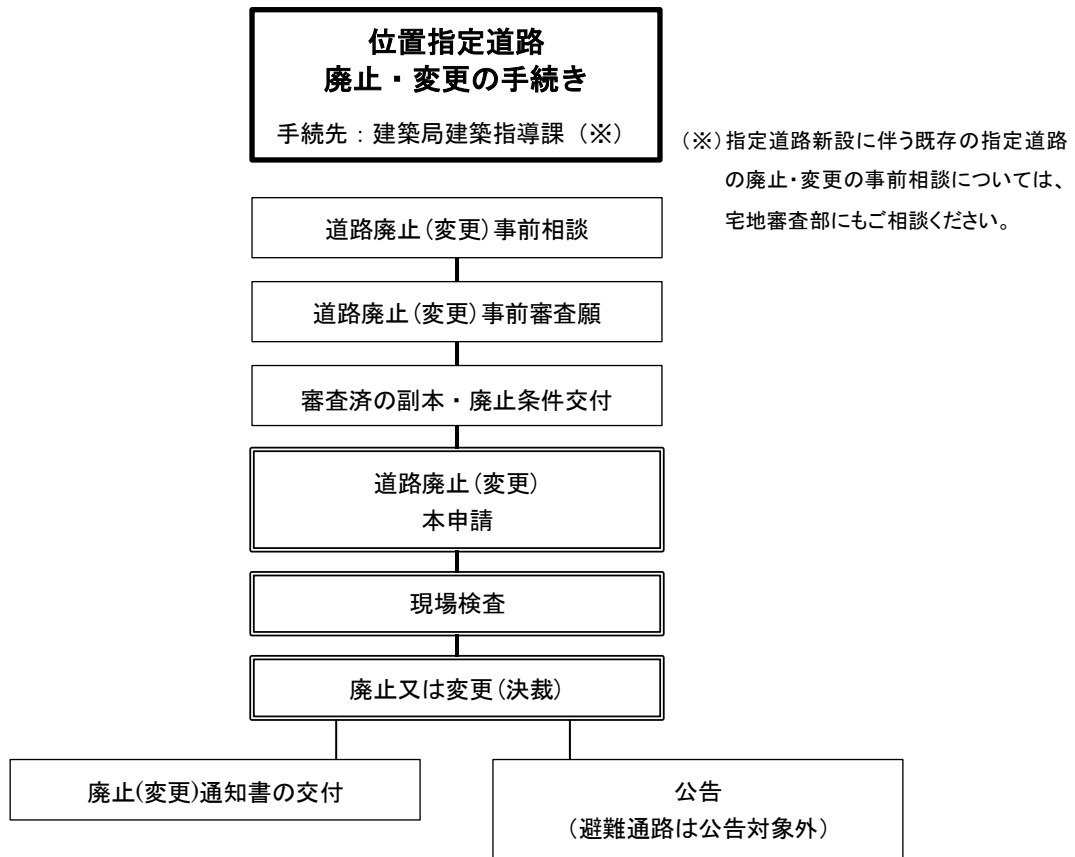 位置指定道路
廃止・変更の手続き
手続先：建築局建築指導課（※）
（※）指定道路新設に伴う既存の指定道路
の廃止・変更の事前相談については、
宅地審査部にもご相談ください。
道路廃止（変更）事前相談
道路廃止（変更）事前審査願
審査済の副本・廃止条件交付
道路廃止（変更）
本申請
現場検査
廃止又は変更（決裁）
廃止(変更)通知書の交付
公告
（避難通路は公告対象外）